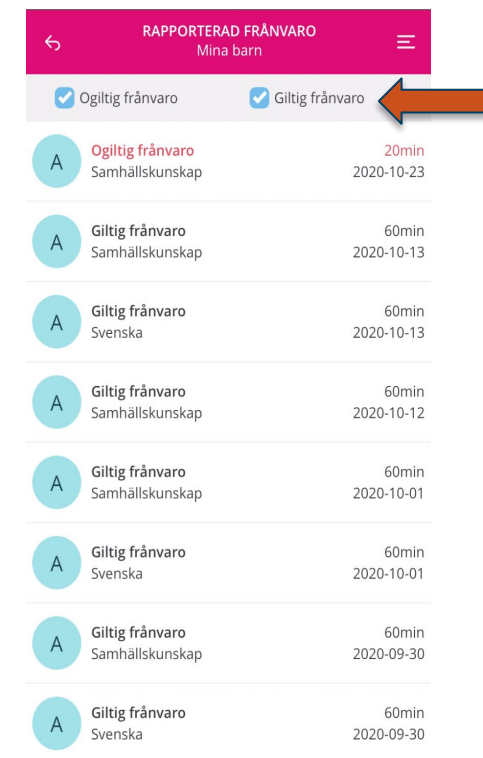 RAPPORTERAD FRÅNVARO
Mina barn
Ogiltig frånvaro Giltig frånvaro
A Ogiltig frånvaro 20min
Samhällskunskap 2020-10-23
A Giltig frånvaro 60min
Samhällskunskap 2020-10-13
A Giltig frånvaro 60min
Svenska 2020-10-13
A Giltig frånvaro 60min
Samhällskunskap 2020-10-12
A Giltig frånvaro 60min
Samhällskunskap 2020-10-01
A Giltig frånvaro 60min
Svenska 2020-10-01
A Giltig frånvaro 60min
Samhällskunskap 2020-09-30
A Giltig frånvaro 60min
Svenska 2020-09-30